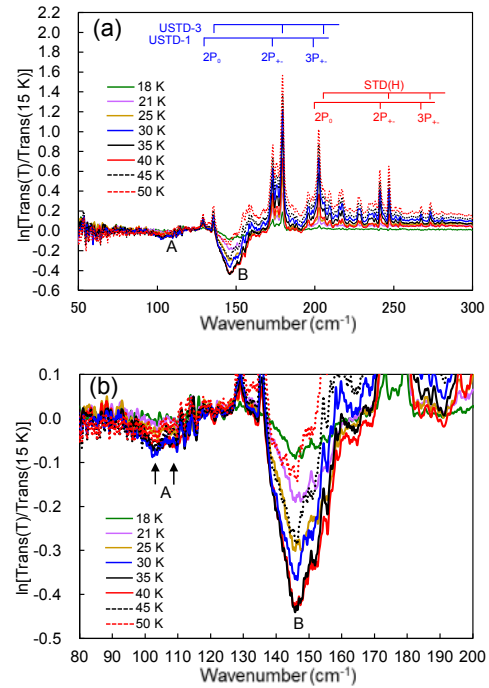 (a)
USTD-3
USTD-1
2P₀ 2P₊₋ 3P₊₋
STD(H)
2P₀ 2P₊₋ 3P₊₋
18 K
21 K
25 K
30 K
35 K
40 K
45 K
50 K
ln[Trans(T)/Trans(15 K)]
2.0
1.8
1.6
1.4
1.2
1.0
0.8
0.6
0.4
0.2
0.0
-0.2
-0.4
-0.6
A
B
50 100 150 200 250 300
Wavenumber (cm⁻¹)
(b)
ln[Trans(T)/Trans(15 K)]
0.1
0.0
-0.1
-0.2
-0.3
-0.4
-0.5
A
18 K
21 K
25 K
30 K
35 K
40 K
45 K
50 K
B
80 90 100 110 120 130 140 150 160 170 180 190 200
Wavenumber (cm⁻¹)